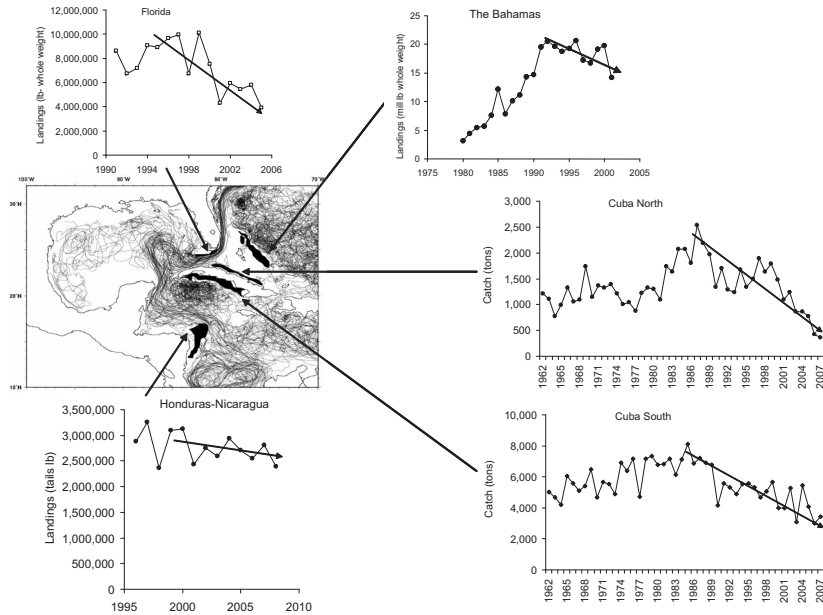 Florida
Landings (lb- whole weight)
12,000,000
10,000,000
8,000,000
6,000,000
4,000,000
2,000,000
0
1990 1994 1998 2002 2006
The Bahamas
Landings (mill lb whole weight)
25
20
15
10
5
0
1975 1980 1985 1990 1995 2000 2005
100°W 90°W 80°W 70°W
30°N
20°N
10°N
Cuba North
Catch (tons)
3,000
2,500
2,000
1,500
1,000
500
0
1962 1965 1968 1971 1974 1977 1980 1983 1986 1989 1992 1995 1998 2001 2004 2007
Honduras-Nicaragua
Landings (tails lb)
3,500,000
3,000,000
2,500,000
2,000,000
1,500,000
1,000,000
500,000
0
1995 2000 2005 2010
Cuba South
Catch (tons)
10,000
8,000
6,000
4,000
2,000
0
1962 1965 1968 1971 1974 1977 1980 1983 1986 1989 1992 1995 1998 2001 2004 2007